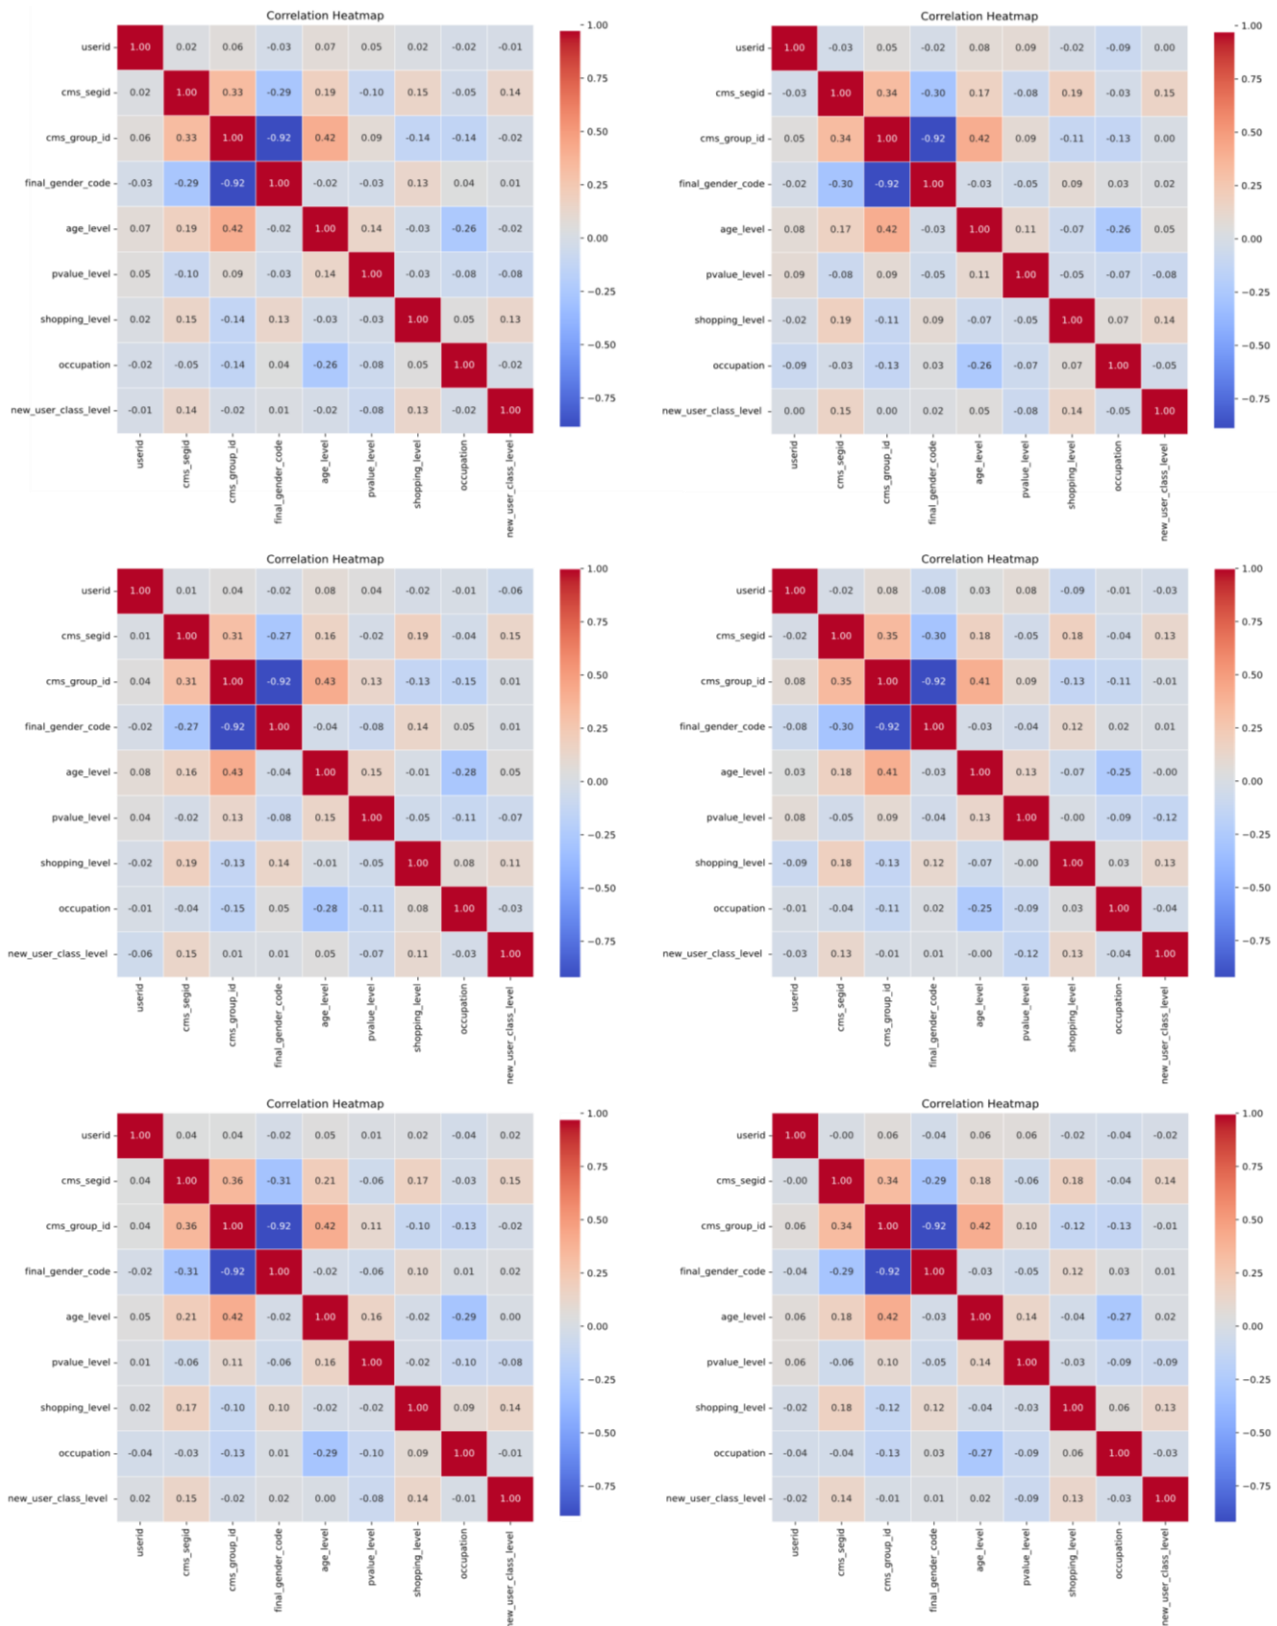 Correlation Heatmap
userid 1.00 0.02 0.06 -0.03 0.07 0.05 0.02 -0.02 -0.01
cms_segid 0.02 1.00 0.33 -0.29 0.19 -0.10 0.15 -0.05 0.14
cms_group_id 0.06 0.33 1.00 -0.92 0.42 0.09 -0.14 -0.14 -0.02
final_gender_code -0.03 -0.29 -0.92 1.00 -0.02 -0.03 0.13 0.04 0.01
age_level 0.07 0.19 0.42 -0.02 1.00 0.14 -0.03 -0.26 -0.02
pvalue_level 0.05 -0.10 0.09 -0.03 0.14 1.00 -0.03 -0.08 -0.08
shopping_level 0.02 0.15 -0.14 0.13 -0.03 -0.03 1.00 0.05 0.13
occupation -0.02 -0.05 -0.14 0.04 -0.26 -0.08 0.05 1.00 -0.02
new_user_class_level -0.01 0.14 -0.02 0.01 -0.02 -0.08 0.13 -0.02 1.00
userid cms_segid cms_group_id final_gender_code age_level pvalue_level shopping_level occupation new_user_class_level
1.00
0.75
0.50
0.25
0.00
−0.25
−0.50
−0.75
Correlation Heatmap
userid 1.00 -0.03 0.05 -0.02 0.08 0.09 -0.02 -0.09 0.00
cms_segid -0.03 1.00 0.34 -0.30 0.17 -0.08 0.19 -0.03 0.15
cms_group_id 0.05 0.34 1.00 -0.92 0.42 0.09 -0.11 -0.13 0.00
final_gender_code -0.02 -0.30 -0.92 1.00 -0.03 -0.05 0.09 0.03 0.02
age_level 0.08 0.17 0.42 -0.03 1.00 0.11 -0.07 -0.26 0.05
pvalue_level 0.09 -0.08 0.09 -0.05 0.11 1.00 -0.05 -0.07 -0.08
shopping_level -0.02 0.19 -0.11 0.09 -0.07 -0.05 1.00 0.07 0.14
occupation -0.09 -0.03 -0.13 0.03 -0.26 -0.07 0.07 1.00 -0.05
new_user_class_level 0.00 0.15 0.00 0.02 0.05 -0.08 0.14 -0.05 1.00
userid cms_segid cms_group_id final_gender_code age_level pvalue_level shopping_level occupation new_user_class_level
1.00
0.75
0.50
0.25
0.00
−0.25
−0.50
−0.75
Correlation Heatmap
userid 1.00 0.01 0.04 -0.02 0.08 0.04 -0.02 -0.01 -0.06
cms_segid 0.01 1.00 0.31 -0.27 0.16 -0.02 0.19 -0.04 0.15
cms_group_id 0.04 0.31 1.00 -0.92 0.43 0.13 -0.13 -0.15 0.01
final_gender_code -0.02 -0.27 -0.92 1.00 -0.04 -0.08 0.14 0.05 0.01
age_level 0.08 0.16 0.43 -0.04 1.00 0.15 -0.01 -0.28 0.05
pvalue_level 0.04 -0.02 0.13 -0.08 0.15 1.00 -0.05 -0.11 -0.07
shopping_level -0.02 0.19 -0.13 0.14 -0.01 -0.05 1.00 0.08 0.11
occupation -0.01 -0.04 -0.15 0.05 -0.28 -0.11 0.08 1.00 -0.03
new_user_class_level -0.06 0.15 0.01 0.01 0.05 -0.07 0.11 -0.03 1.00
userid cms_segid cms_group_id final_gender_code age_level pvalue_level shopping_level occupation new_user_class_level
1.00
0.75
0.50
0.25
0.00
−0.25
−0.50
−0.75
Correlation Heatmap
userid 1.00 -0.02 0.08 -0.08 0.03 0.08 -0.09 -0.01 -0.03
cms_segid -0.02 1.00 0.35 -0.30 0.18 -0.05 0.18 -0.04 0.13
cms_group_id 0.08 0.35 1.00 -0.92 0.41 0.09 -0.13 -0.11 -0.01
final_gender_code -0.08 -0.30 -0.92 1.00 -0.03 -0.04 0.12 0.02 0.01
age_level 0.03 0.18 0.41 -0.03 1.00 0.13 -0.07 -0.25 -0.00
pvalue_level 0.08 -0.05 0.09 -0.04 0.13 1.00 -0.00 -0.09 -0.12
shopping_level -0.09 0.18 -0.13 0.12 -0.07 -0.00 1.00 0.03 0.13
occupation -0.01 -0.04 -0.11 0.02 -0.25 -0.09 0.03 1.00 -0.04
new_user_class_level -0.03 0.13 -0.01 0.01 -0.00 -0.12 0.13 -0.04 1.00
userid cms_segid cms_group_id final_gender_code age_level pvalue_level shopping_level occupation new_user_class_level
1.00
0.75
0.50
0.25
0.00
−0.25
−0.50
−0.75
Correlation Heatmap
userid 1.00 0.04 0.04 -0.02 0.05 0.01 0.02 -0.04 0.02
cms_segid 0.04 1.00 0.36 -0.31 0.21 -0.06 0.17 -0.03 0.15
cms_group_id 0.04 0.36 1.00 -0.92 0.42 0.11 -0.10 -0.13 -0.02
final_gender_code -0.02 -0.31 -0.92 1.00 -0.02 -0.06 0.10 0.01 0.02
age_level 0.05 0.21 0.42 -0.02 1.00 0.16 -0.02 -0.29 0.00
pvalue_level 0.01 -0.06 0.11 -0.06 0.16 1.00 -0.02 -0.10 -0.08
shopping_level 0.02 0.17 -0.10 0.10 -0.02 -0.02 1.00 0.09 0.14
occupation -0.04 -0.03 -0.13 0.01 -0.29 -0.10 0.09 1.00 -0.01
new_user_class_level 0.02 0.15 -0.02 0.02 0.00 -0.08 0.14 -0.01 1.00
userid cms_segid cms_group_id final_gender_code age_level pvalue_level shopping_level occupation ew_user_class_level
1.00
0.75
0.50
0.25
0.00
−0.25
−0.50
−0.75
Correlation Heatmap
userid 1.00 -0.00 0.06 -0.04 0.06 0.06 -0.02 -0.04 -0.02
cms_segid -0.00 1.00 0.34 -0.29 0.18 -0.06 0.18 -0.04 0.14
cms_group_id 0.06 0.34 1.00 -0.92 0.42 0.10 -0.12 -0.13 -0.01
final_gender_code -0.04 -0.29 -0.92 1.00 -0.03 -0.05 0.12 0.03 0.01
age_level 0.06 0.18 0.42 -0.03 1.00 0.14 -0.04 -0.27 0.02
pvalue_level 0.06 -0.06 0.10 -0.05 0.14 1.00 -0.03 -0.09 -0.09
shopping_level -0.02 0.18 -0.12 0.12 -0.04 -0.03 1.00 0.06 0.13
occupation -0.04 -0.04 -0.13 0.03 -0.27 -0.09 0.06 1.00 -0.03
new_user_class_level -0.02 0.14 -0.01 0.01 0.02 -0.09 0.13 -0.03 1.00
userid cms_segid cms_group_id final_gender_code age_level pvalue_level shopping_level occupation new_user_class_level
1.00
0.75
0.50
0.25
0.00
−0.25
−0.50
−0.75